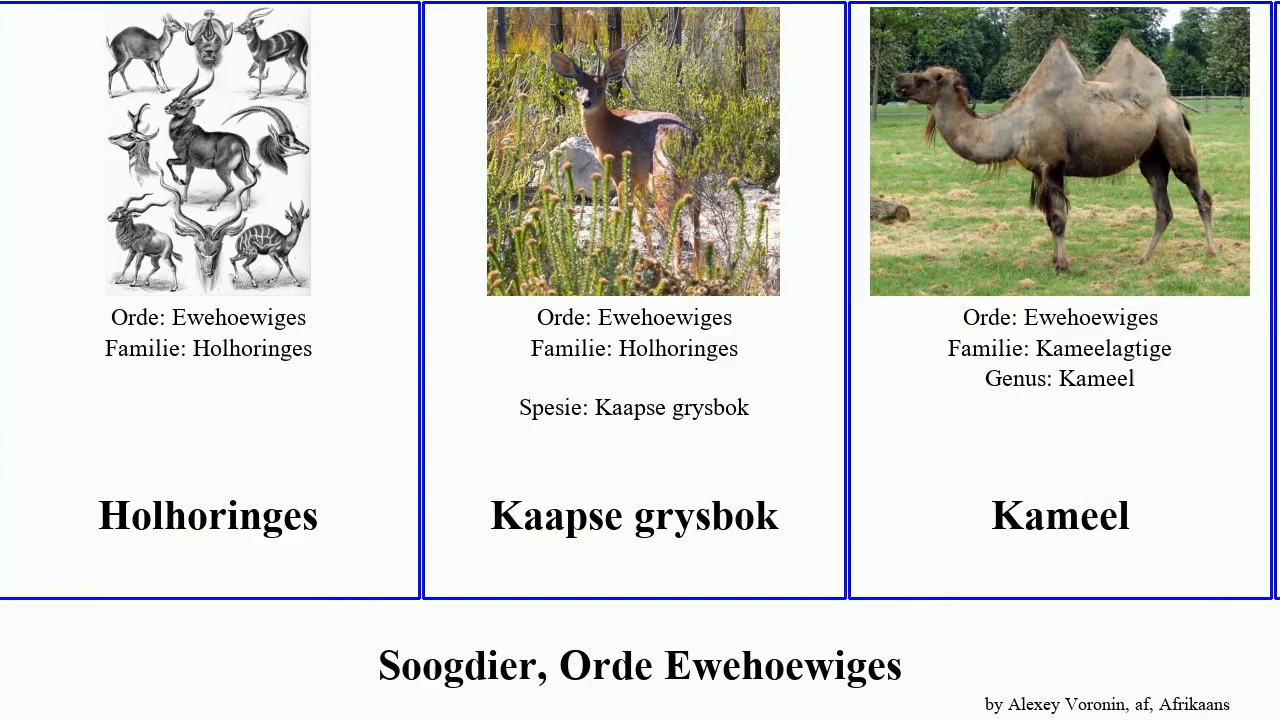 Orde: Ewehoewiges
Familie: Holhoringes
Holhoringes
Orde: Ewehoewiges
Familie: Holhoringes
Spesie: Kaapse grysbok
Kaapse grysbok
Orde: Ewehoewiges
Familie: Kameelagtige
Genus: Kameel
Kameel
Soogdier, Orde Ewehoewiges
by Alexey Voronin, af, Afrikaans